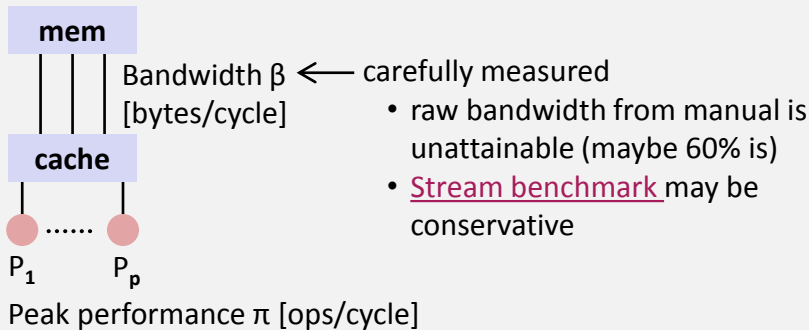 mem
Bandwidth β
[bytes/cycle]
carefully measured
• raw bandwidth from manual is
unattainable (maybe 60% is)
• Stream benchmark may be
conservative
cache
......
P1 Pp
Peak performance π [ops/cycle]